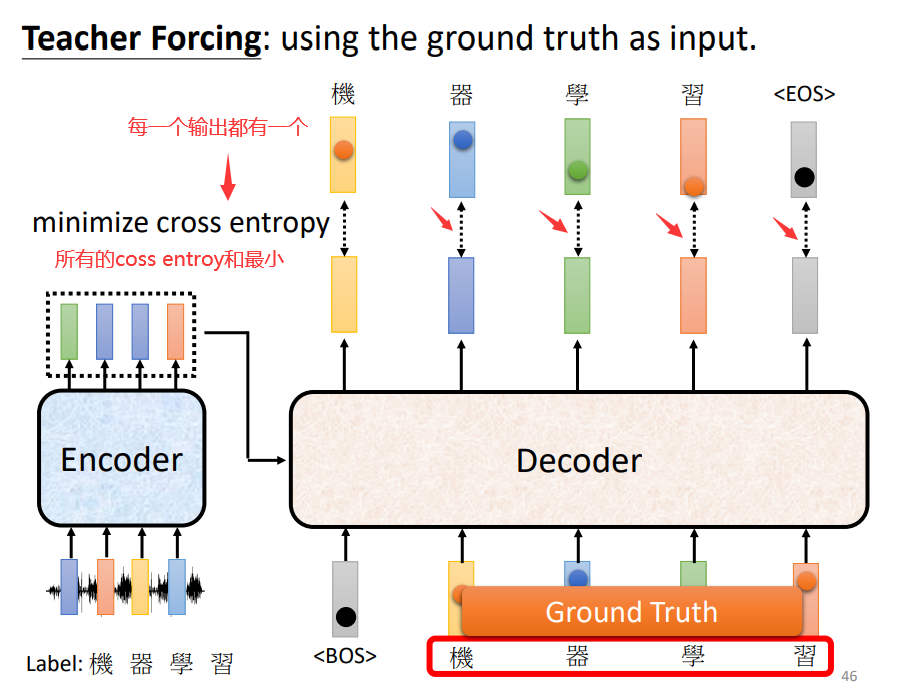 Teacher Forcing: using the ground truth as input.
機 器 學 習 <EOS>
每一个输出都有一个
minimize cross entropy
所有的coss entroy和最小
Encoder
Decoder
Ground Truth
<BOS> 機 器 學 習
Label: 機 器 學 習
46